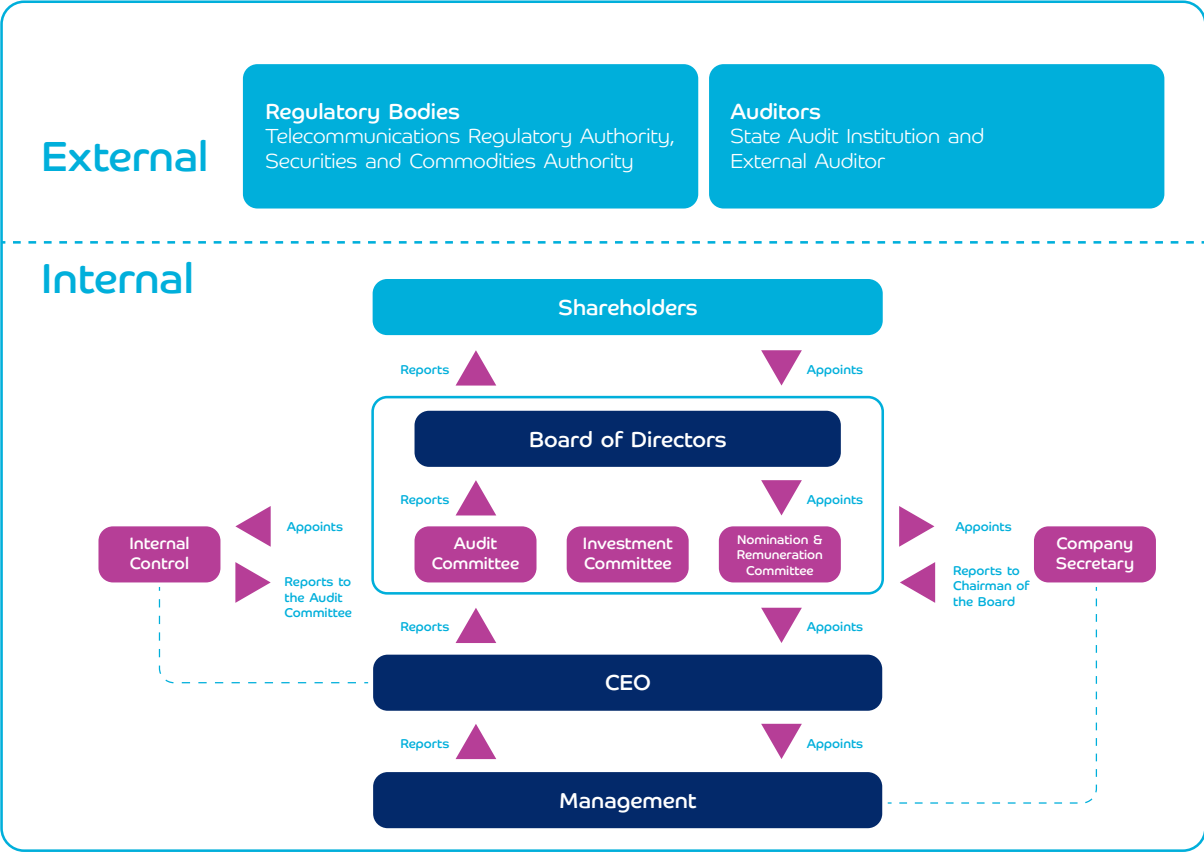 External
Regulatory Bodies
Telecommunications Regulatory Authority,
Securities and Commodities Authority
Auditors
State Audit Institution and
External Auditor
Internal
Shareholders
Reports
Appoints
Board of Directors
Reports
Appoints
Audit
Committee
Investment
Committee
Nomination &
Remuneration
Committee
Internal
Control
Appoints
Reports to
the Audit
Committee
Appoints
Reports to
Chairman of
the Board
Company
Secretary
Reports
Appoints
CEO
Reports
Appoints
Management